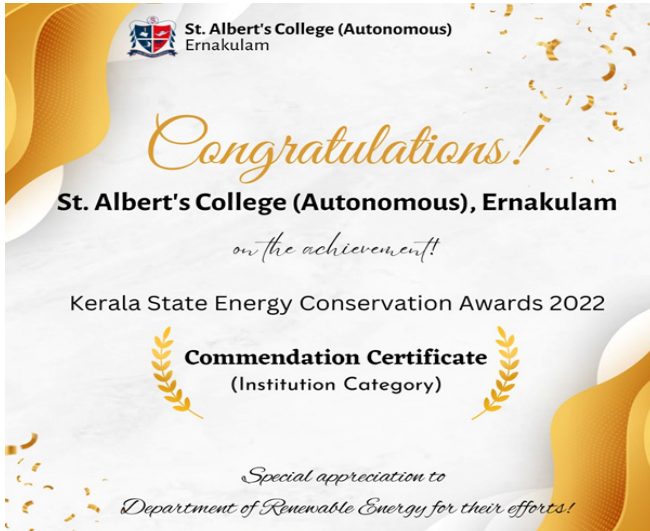 St. Albert's College (Autonomous)
Ernakulam
Congratulations!
St. Albert's College (Autonomous), Ernakulam
on the achievement!
Kerala State Energy Conservation Awards 2022
Commendation Certificate
(Institution Category)
Special appreciation to
Department of Renewable Energy for their efforts!